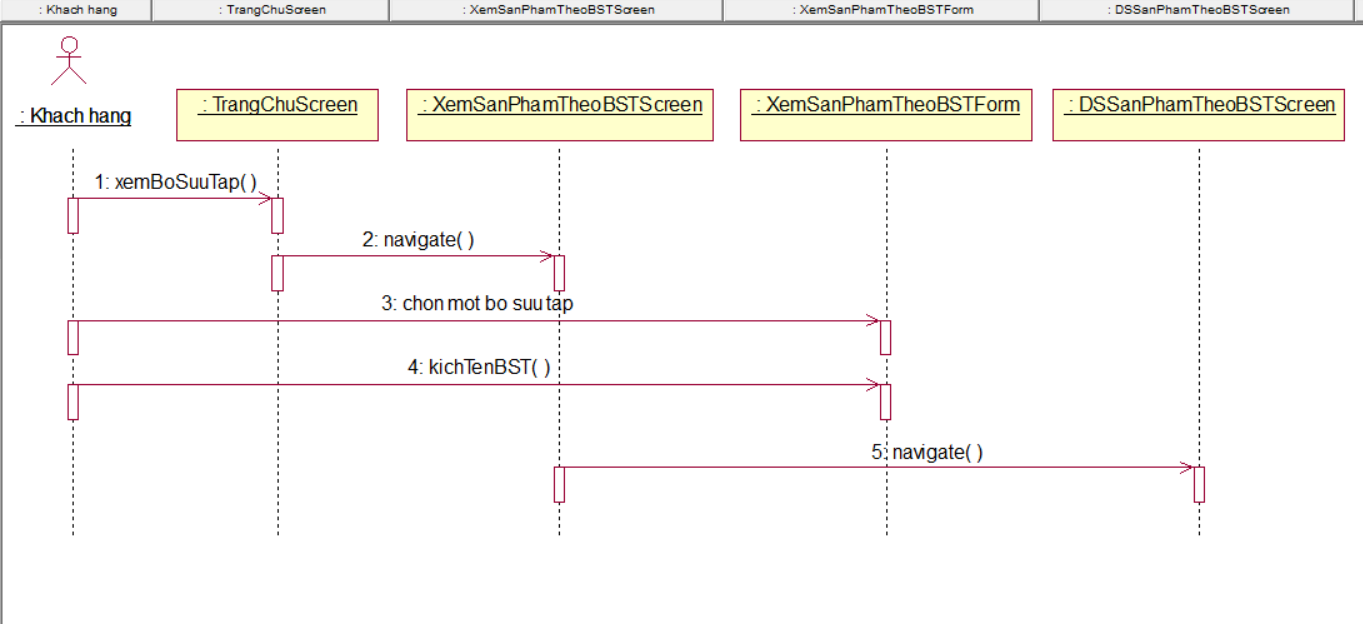 : Khach hang
: TrangChuScreen
: XemSanPhamTheoBSTScreen
: XemSanPhamTheoBSTForm
: DSSanPhamTheoBSTScreen
: Khach hang
: TrangChuScreen
: XemSanPhamTheoBSTScreen
: XemSanPhamTheoBSTForm
: DSSanPhamTheoBSTScreen
1: xemBoSuuTap( )
2: navigate( )
3: chon mot bo suu tap
4: kichTenBST( )
5: navigate( )